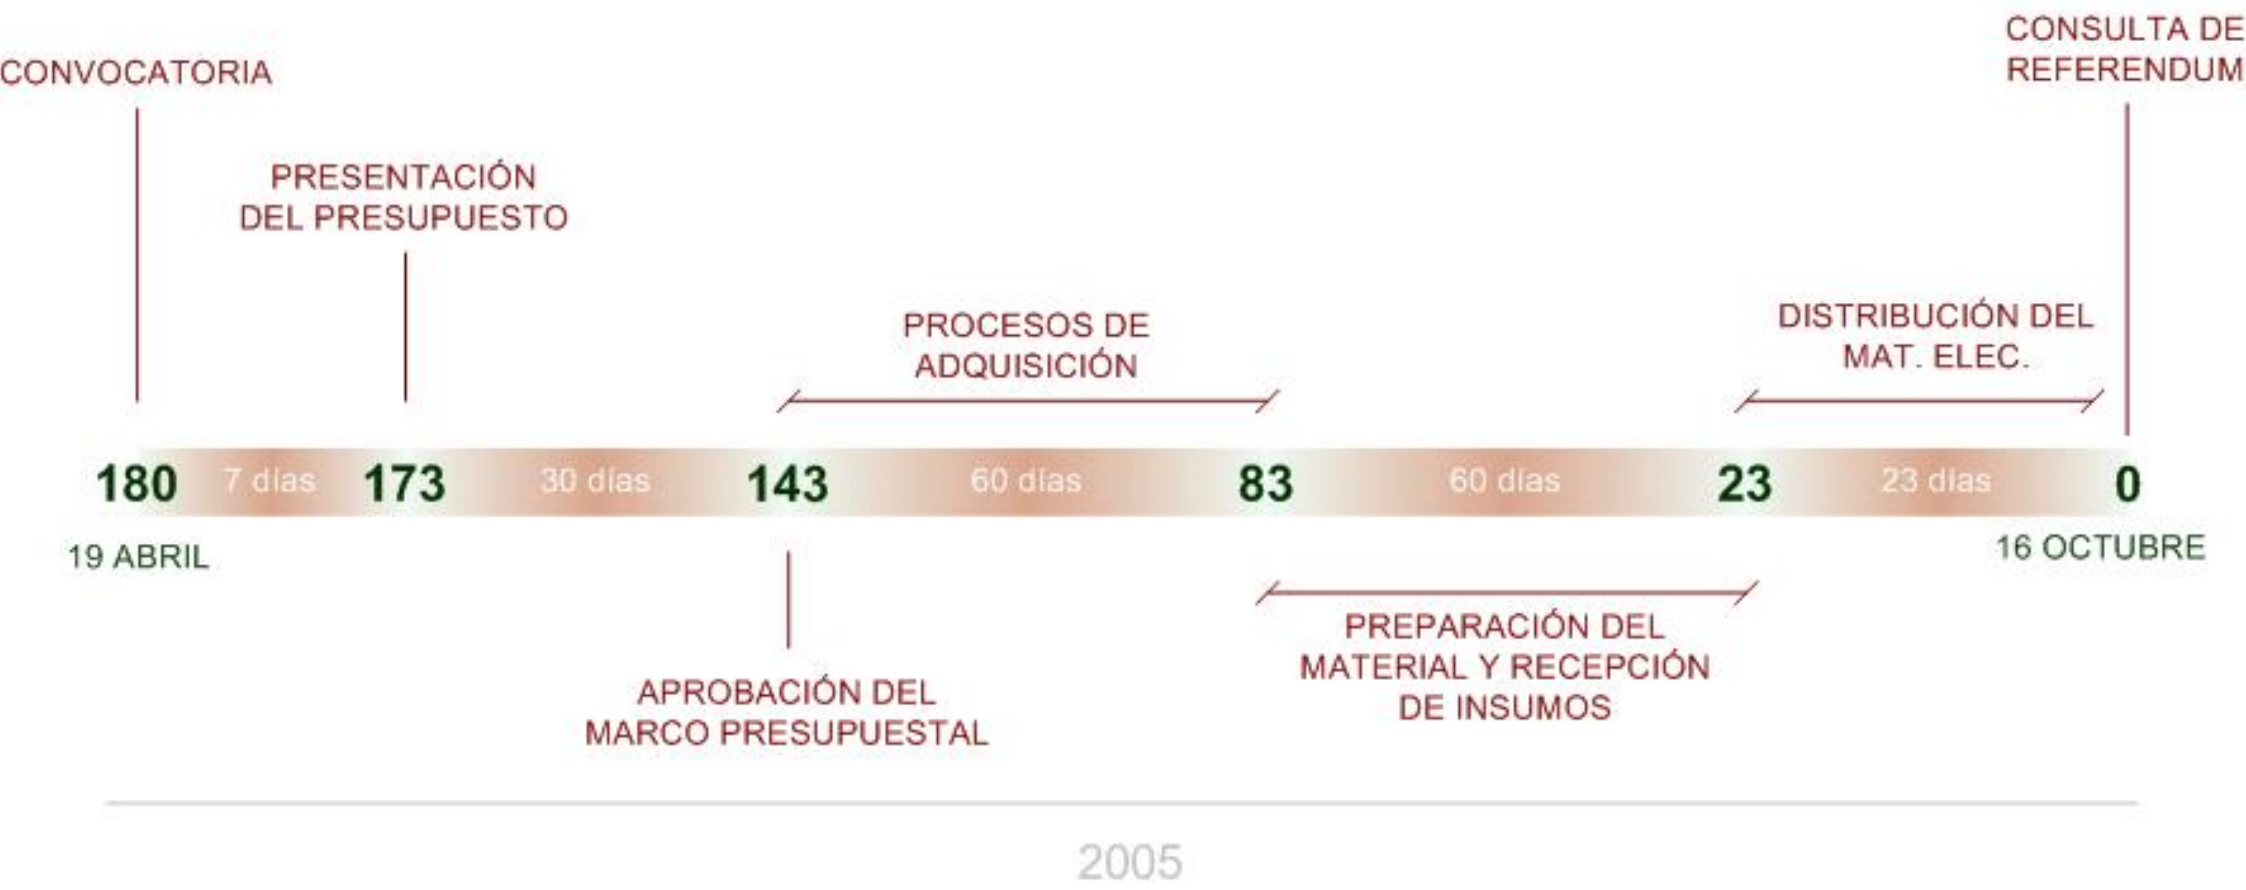 CONSULTA DE
REFERENDUM
CONVOCATORIA
PRESENTACIÓN
DEL PRESUPUESTO
PROCESOS DE
ADQUISICIÓN
DISTRIBUCIÓN DEL
MAT. ELEC.
180 7 días 173 30 días 143 60 días 83 60 días 23 23 días 0
19 ABRIL
16 OCTUBRE
PREPARACIÓN DEL
MATERIAL Y RECEPCIÓN
DE INSUMOS
APROBACIÓN DEL
MARCO PRESUPUESTAL
2005